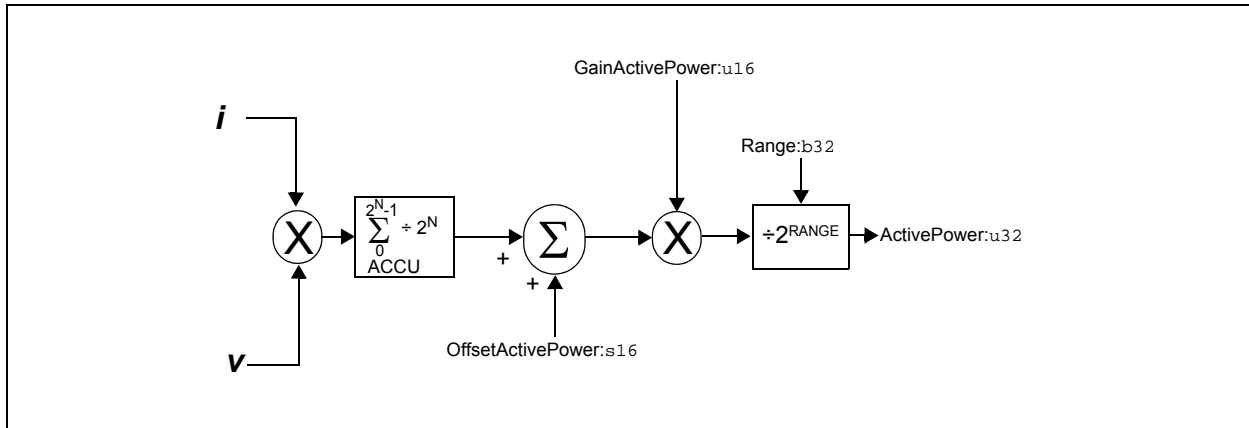 GainActivePower:u16
i
Range:b32
X
2^N-1
∑ ÷ 2^N
0
ACCU
+
Σ
+
X
÷2^RANGE
ActivePower:u32
v
OffsetActivePower:s16